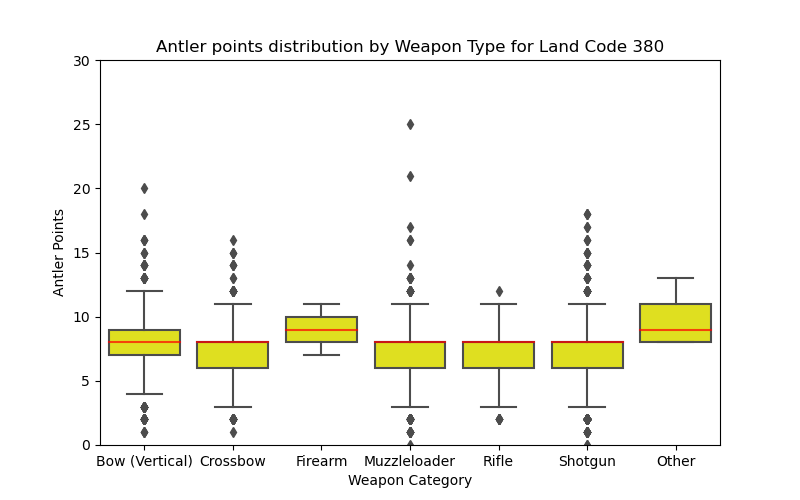 Antler points distribution by Weapon Type for Land Code 380
30
25
20
15
10
5
0
Antler Points
Bow (Vertical) Crossbow Firearm Muzzleloader Rifle Shotgun Other
Weapon Category